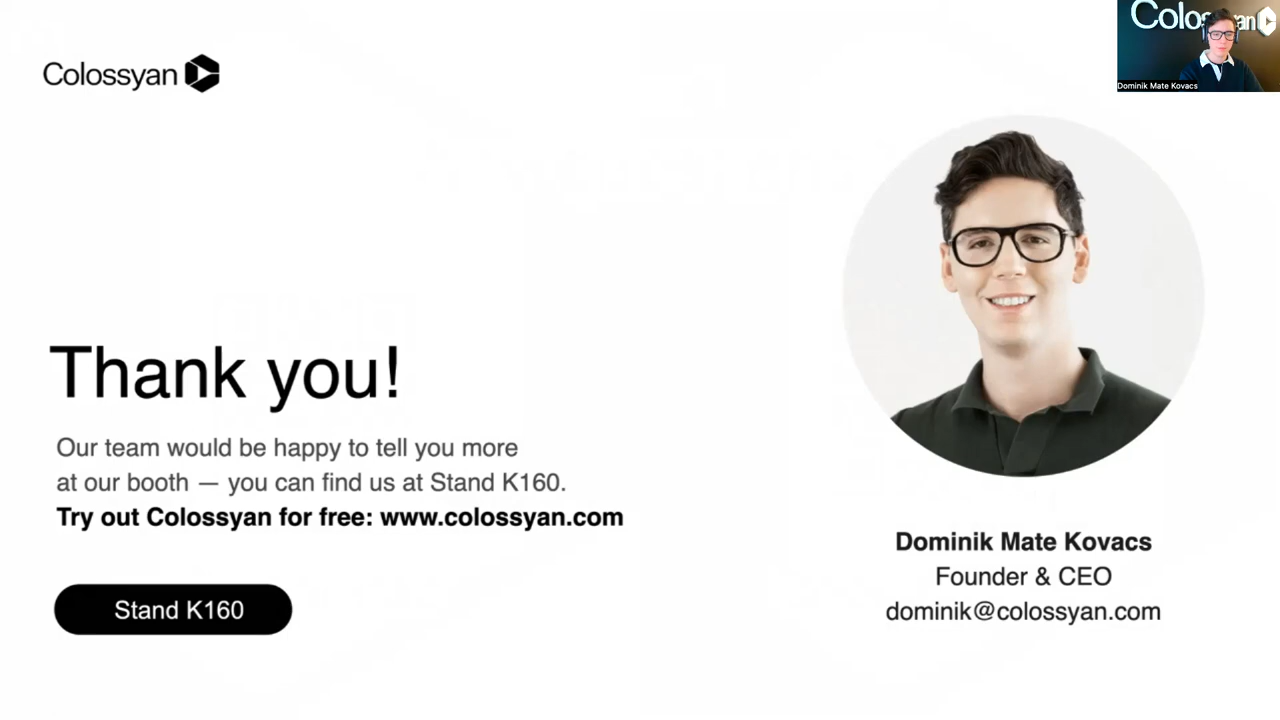 Colossyan
Colossyan
Dominik Mate Kovacs
Thank you!
Our team would be happy to tell you more
at our booth — you can find us at Stand K160.
Try out Colossyan for free: www.colossyan.com
Stand K160
Dominik Mate Kovacs
Founder & CEO
dominik@colossyan.com